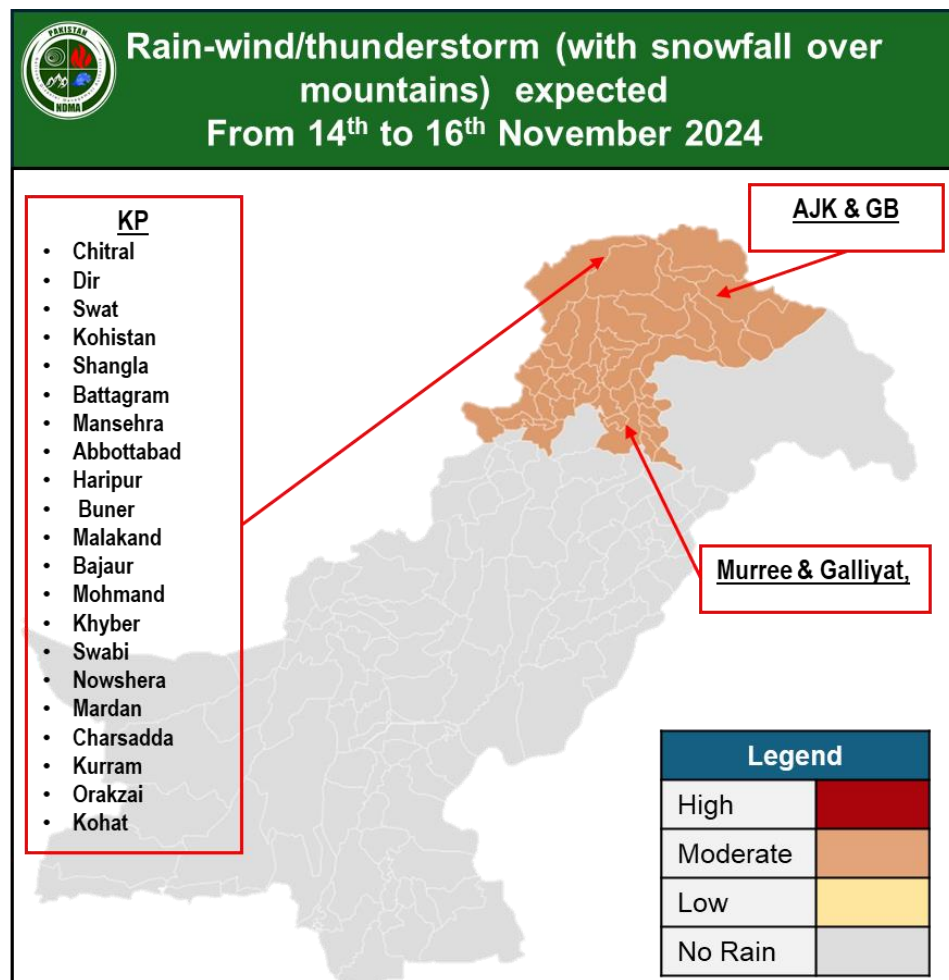 PAKISTAN
NDMA
Rain-wind/thunderstorm (with snowfall over
mountains) expected
From 14th to 16th November 2024
KP
• Chitral
• Dir
• Swat
• Kohistan
• Shangla
• Battagram
• Mansehra
• Abbottabad
• Haripur
• Buner
• Malakand
• Bajaur
• Mohmand
• Khyber
• Swabi
• Nowshera
• Mardan
• Charsadda
• Kurram
• Orakzai
• Kohat
AJK & GB
Murree & Galliyat,
Legend
High
Moderate
Low
No Rain